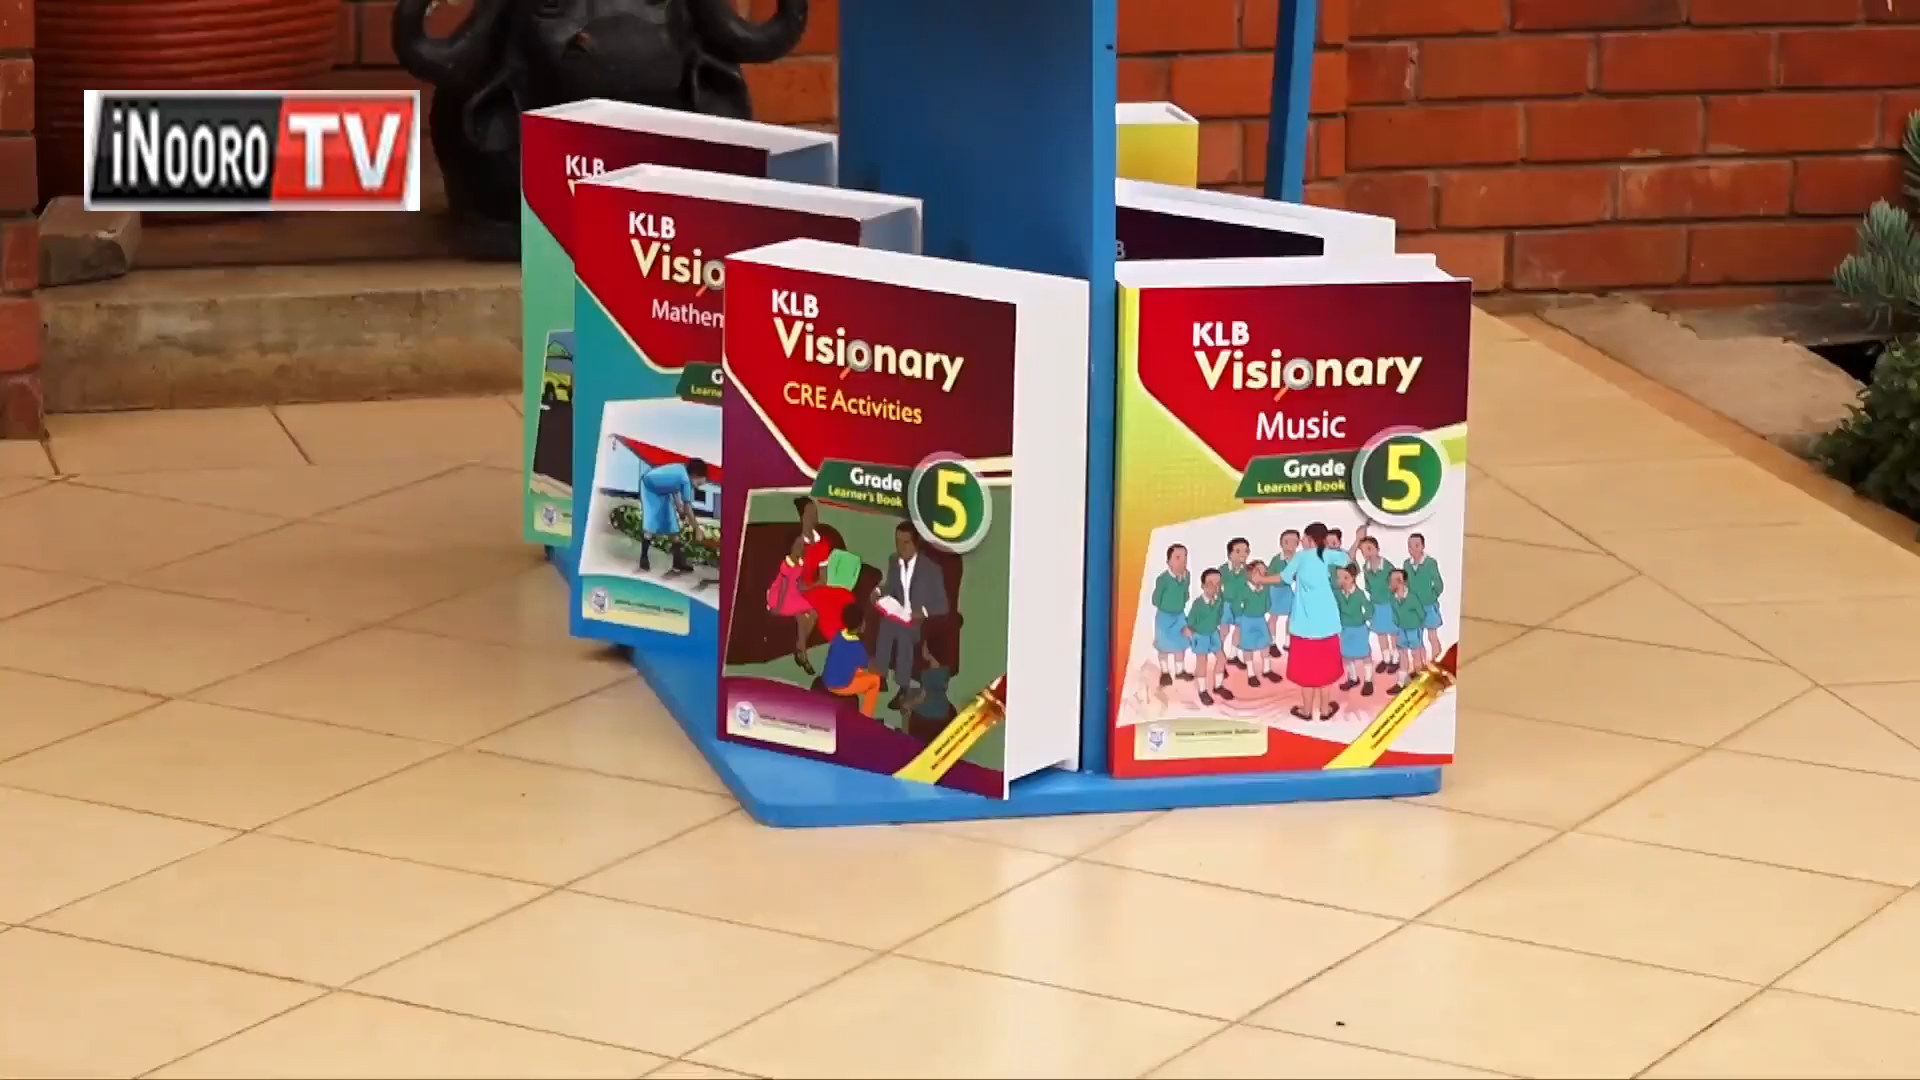 iNOORO TV
KLB
KLB
Visio
Mathem
G
Learne
KLB
Visionary
CRE Activities
Grade
Learner's Book
5
KLB
Visionary
Music
Grade
Learner's Book
5
B